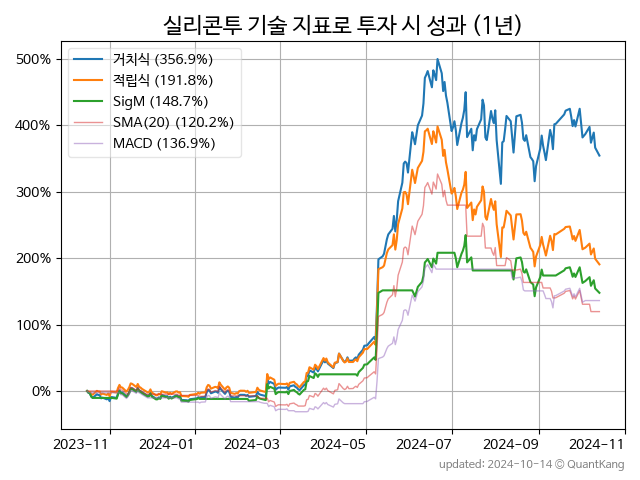 실리콘투 기술 지표로 투자 시 성과 (1년)
500%
400%
300%
200%
100%
0%
거치식 (356.9%)
적립식 (191.8%)
SigM (148.7%)
SMA(20) (120.2%)
MACD (136.9%)
2023-11 2024-01 2024-03 2024-05 2024-07 2024-09 2024-11
updated: 2024-10-14 @ QuantKang